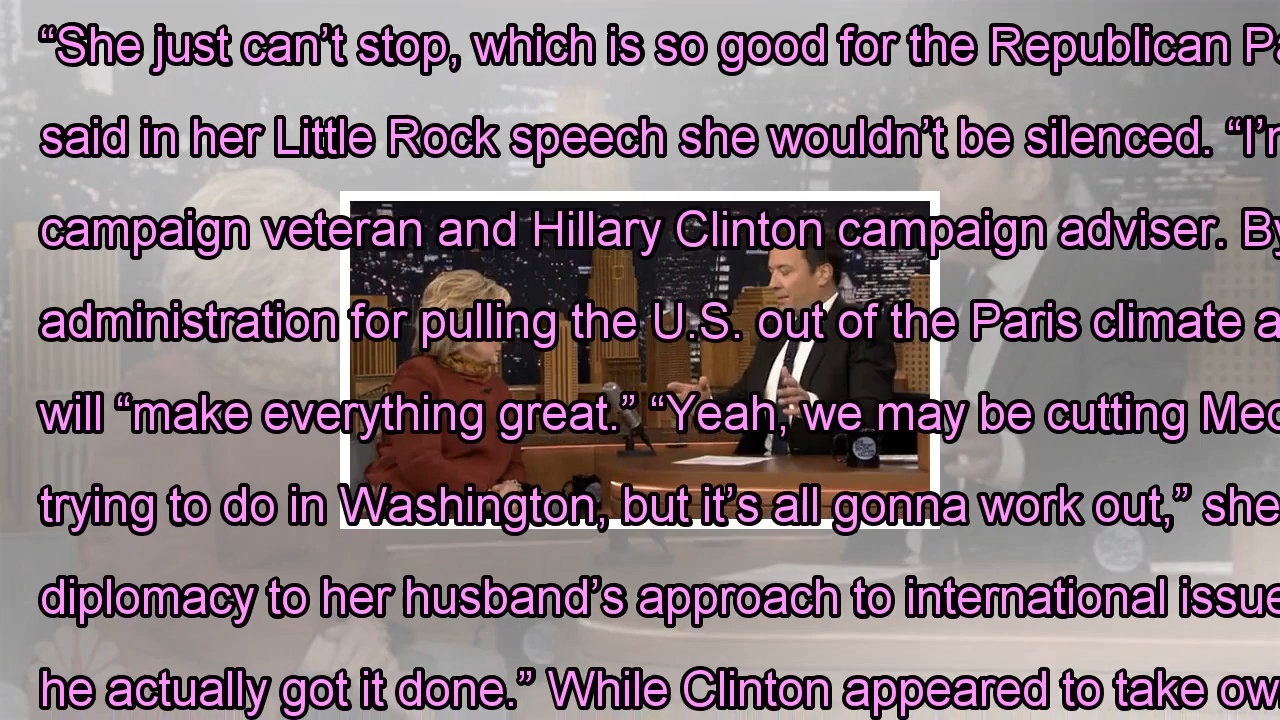 “She just can’t stop, which is so good for the Republican
said in her Little Rock speech she wouldn’t be silenced.
campaign veteran and Hillary Clinton campaign adviser. By
administration for pulling the U.S. out of the Paris climate
will “make everything great.” “Yeah, we may be cutting
trying to do in Washington, but it’s all gonna work out,” she
diplomacy to her husband’s approach to international
he actually got it done.” While Clinton appeared to take